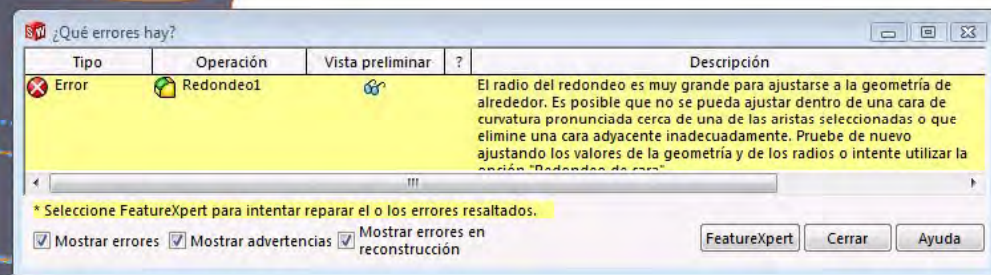 ¿Qué errores hay?
Tipo Operación Vista preliminar ? Descripción
Error Redondeo1 El radio del redondeo es muy grande para ajustarse a la geometría de
alrededor. Es posible que no se pueda ajustar dentro de una cara de
curvatura pronunciada cerca de una de las aristas seleccionadas o que
elimine una cara adyacente inadecuadamente. Pruebe de nuevo
ajustando los valores de la geometría y de los radios o intente utilizar la
opción "Redondeo de cara"
* Seleccione FeatureXpert para intentar reparar el o los errores resaltados.
Mostrar errores Mostrar advertencias Mostrar errores en
reconstrucción
FeatureXpert Cerrar Ayuda